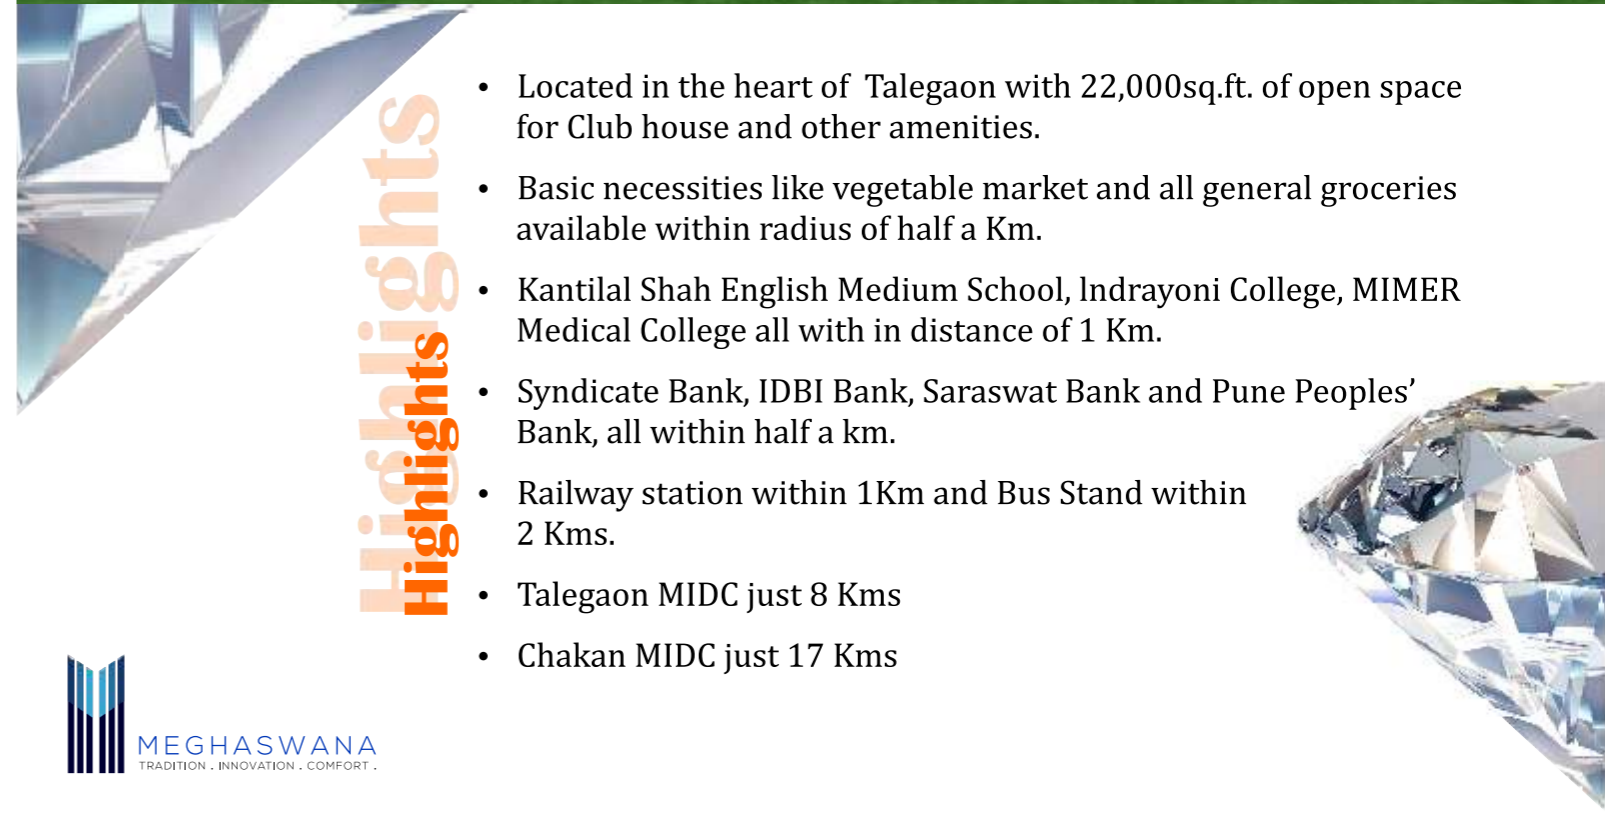 Highlights
Highlights
• Located in the heart of Talegaon with 22,000sq.ft. of open space
for Club house and other amenities.
• Basic necessities like vegetable market and all general groceries
available within radius of half a Km.
• Kantilal Shah English Medium School, lndrayoni College, MIMER
Medical College all with in distance of 1 Km.
• Syndicate Bank, IDBI Bank, Saraswat Bank and Pune Peoples’
Bank, all within half a km.
• Railway station within 1Km and Bus Stand within
2 Kms.
• Talegaon MIDC just 8 Kms
• Chakan MIDC just 17 Kms
MEGHASWANA
TRADITION . INNOVATION . COMFORT .